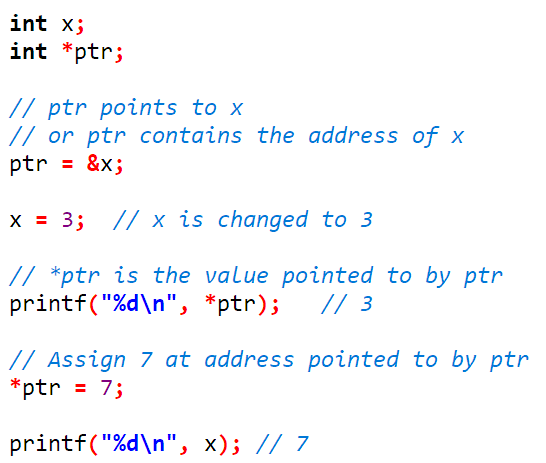 int x;
int *ptr;
// ptr points to x
// or ptr contains the address of x
ptr = &x;
x = 3;  // x is changed to 3
// *ptr is the value pointed to by ptr
printf("%d\n", *ptr);   // 3
// Assign 7 at address pointed to by ptr
*ptr = 7;
printf("%d\n", x); // 7